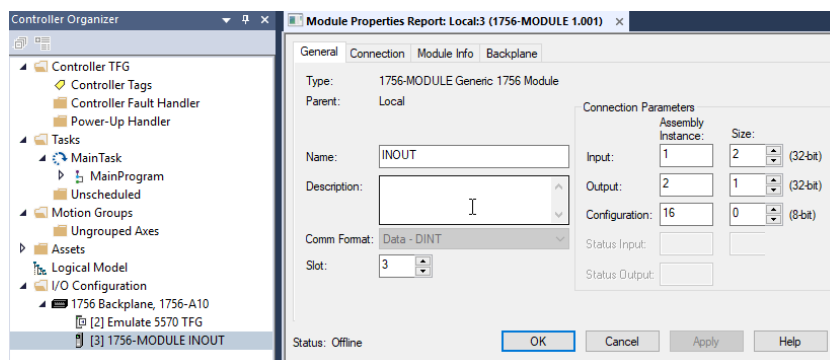 Controller Organizer
Module Properties Report: Local:3 (1756-MODULE 1.001)
Controller TFG
Controller Tags
Controller Fault Handler
Power-Up Handler
Tasks
MainTask
MainProgram
Unscheduled
Motion Groups
Ungrouped Axes
Assets
Logical Model
I/O Configuration
1756 Backplane, 1756-A10
[2] Emulate 5570 TFG
[3] 1756-MODULE INOUT
General Connection Module Info Backplane
Type: 1756-MODULE Generic 1756 Module
Parent: Local
Name: INOUT
Description:
Comm Format: Data - DINT
Slot: 3
Connection Parameters
Assembly
Instance: Size:
Input: 1 2 (32-bit)
Output: 2 1 (32-bit)
Configuration: 16 0 (8-bit)
Status Input:
Status Output:
Status: Offline OK Cancel Apply Help